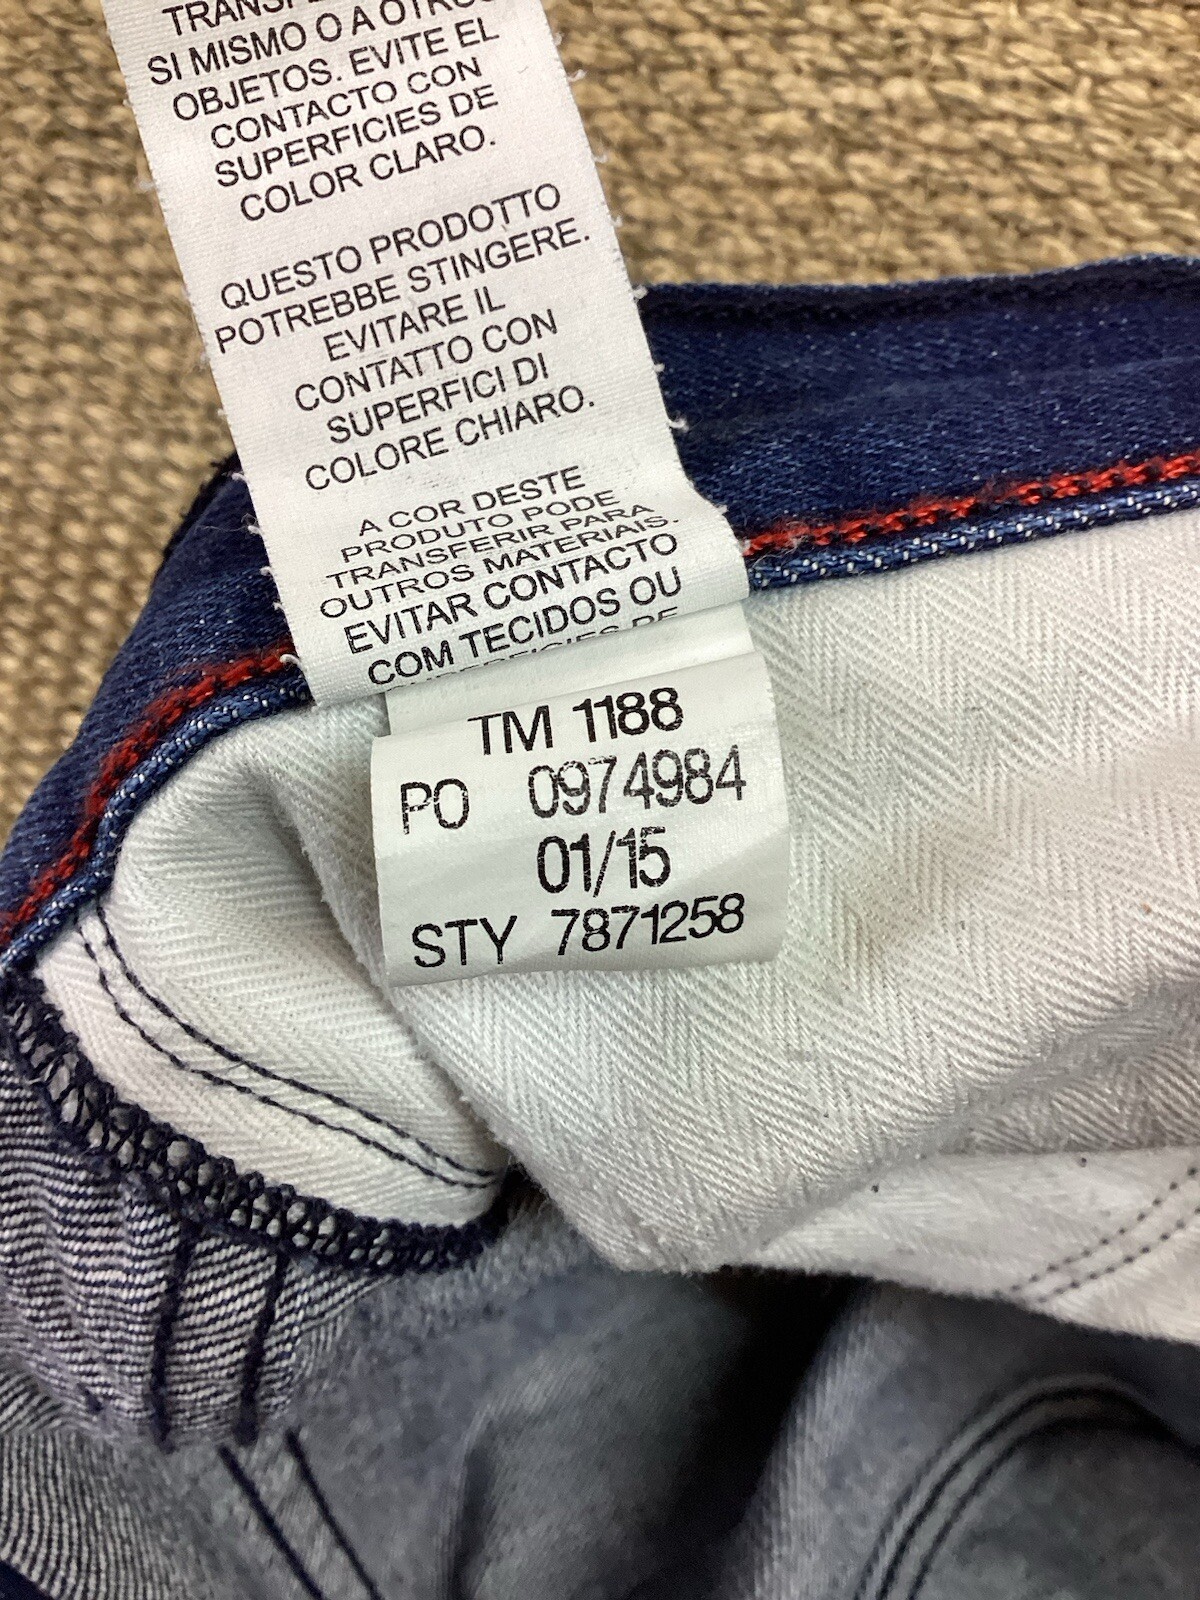 SI MISMO O A OTROS
OBJETOS. EVITE EL
CONTACTO CON
SUPERFICIES DE
COLOR CLARO.
QUESTO PRODOTTO
POTREBBE STINGERE.
EVITARE IL
CONTATTO CON
SUPERFICI DI
COLORE CHIARO.
A COR DESTE
PRODUTO PODE
TRANSFERIR PARA
OUTROS MATERIAIS.
EVITAR CONTACTO
COM TECIDOS OU
SUPERFICIES DE
TM 1188
PO 0974984
01/15
STY 7871258